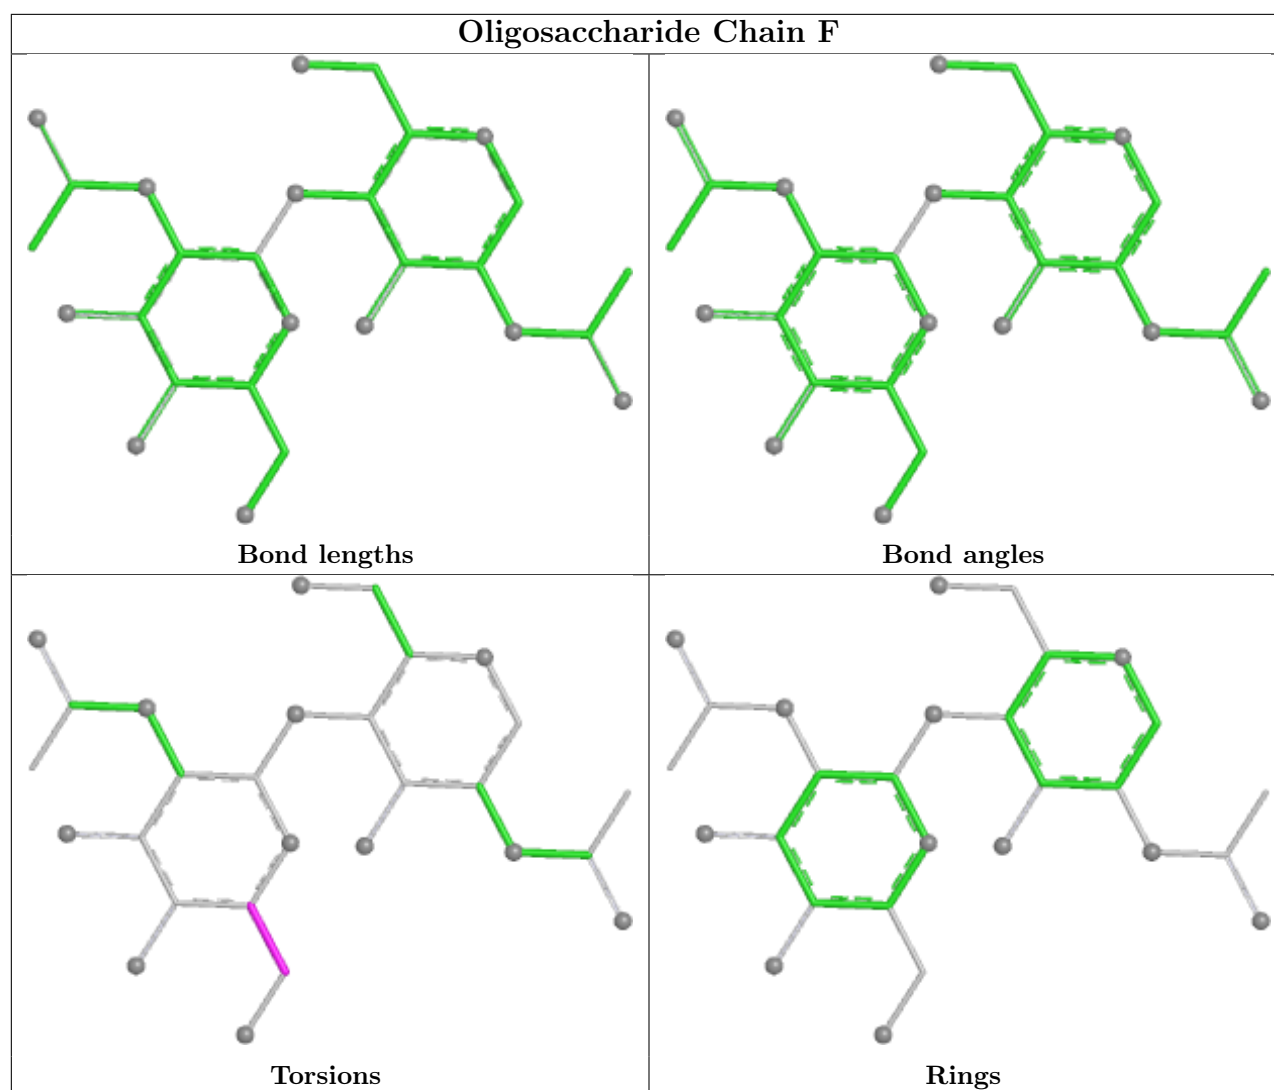 Oligosaccharide Chain F
Bond lengths
Bond angles
Torsions
Rings